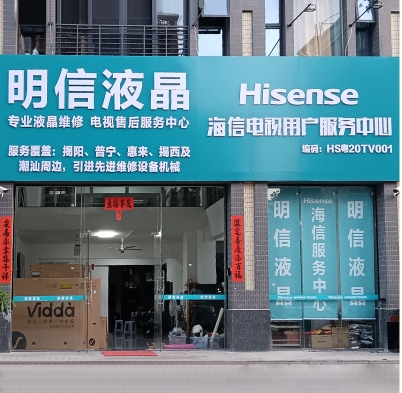 明信液晶
专业液晶维修 电视售后服务中心
服务覆盖：揭阳、普宁、惠来、揭西及
潮汕周边，引进先进维修设备机械
Hisense
海信电视用户服务中心
编码：HS粤20TV001
Vidda
Hisense
明信液晶
海信服务中心
明信液晶